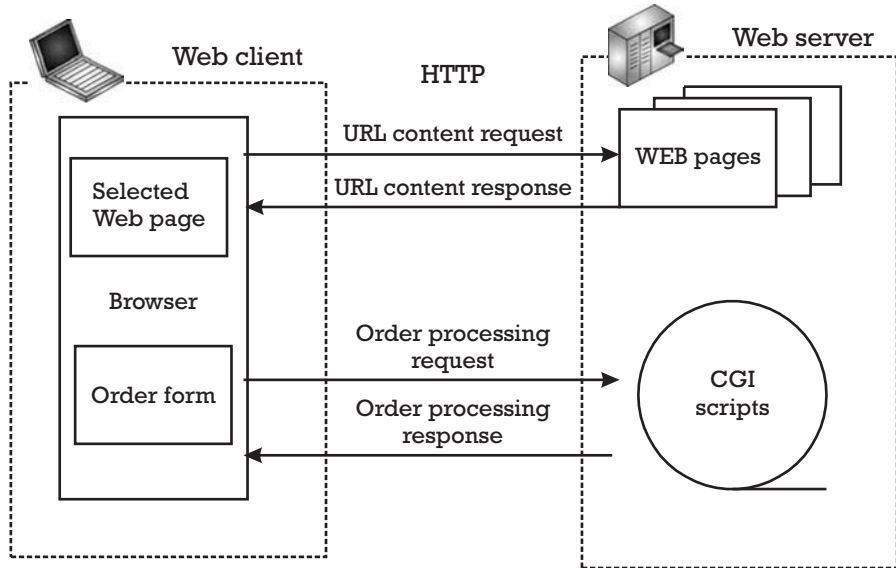 Web client
Web server
HTTP
URL content request
WEB pages
URL content response
Selected
Web page
Browser
Order processing
request
Order form
CGI
scripts
Order processing
response